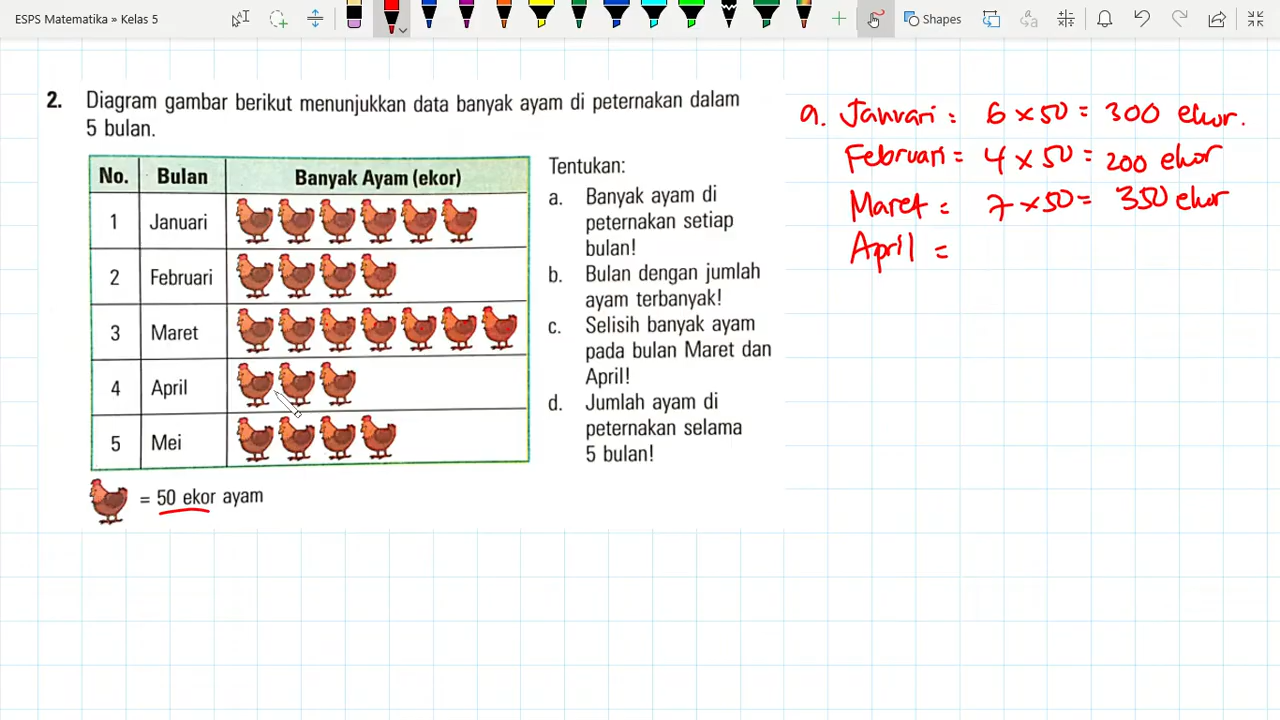 ESPS Matematika » Kelas 5
Shapes
2. Diagram gambar berikut menunjukkan data banyak ayam di peternakan dalam
5 bulan.
No. Bulan Banyak Ayam (ekor)
1 Januari
2 Februari
3 Maret
4 April
5 Mei
= 50 ekor ayam
Tentukan:
a. Banyak ayam di
peternakan setiap
bulan!
b. Bulan dengan jumlah
ayam terbanyak!
c. Selisih banyak ayam
pada bulan Maret dan
April!
d. Jumlah ayam di
peternakan selama
5 bulan!
a. Januari = 6 x 50 = 300 ekor.
Februari = 4 x 50 = 200 ekor
Maret = 7 x 50 = 350 ekor
April =